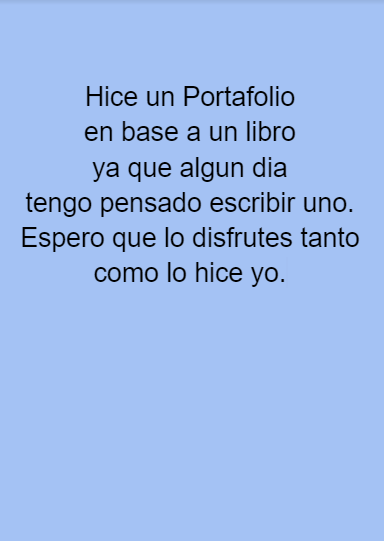 Hice un Portafolio
en base a un libro
ya que algun dia
tengo pensado escribir uno.
Espero que lo disfrutes tanto
como lo hice yo.